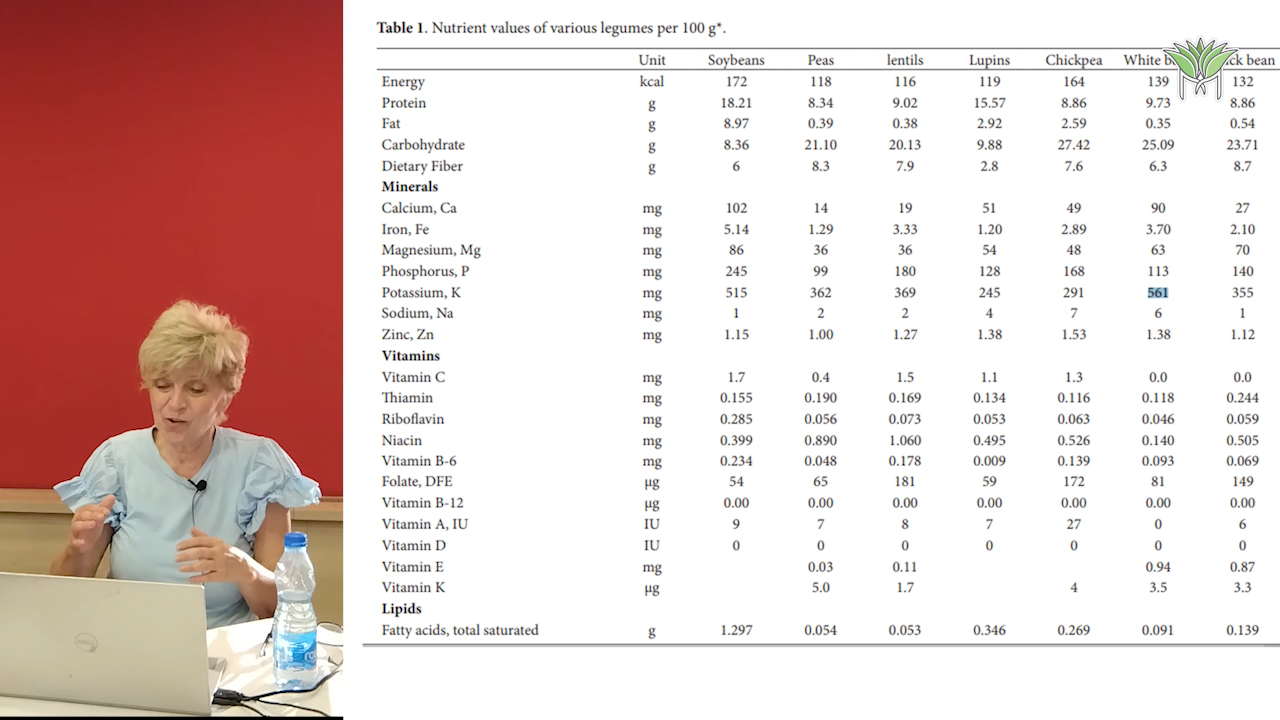 Table 1. Nutrient values of various legumes per 100 g*.
Unit Soybeans Peas lentils Lupins Chickpea White bean
Energy kcal 172 118 116 119 164 139 132
Protein g 18.21 8.34 9.02 15.57 8.86 9.73 8.86
Fat g 8.97 0.39 0.38 2.92 2.59 0.35 0.54
Carbohydrate g 8.36 21.10 20.13 9.88 27.42 25.09 23.71
Dietary Fiber g 6 8.3 7.9 2.8 7.6 6.3 8.7
Minerals
Calcium, Ca mg 102 14 19 51 49 90 27
Iron, Fe mg 5.14 1.29 3.33 1.20 2.89 3.70 2.10
Magnesium, Mg mg 86 36 36 54 48 63 70
Phosphorus, P mg 245 99 180 128 168 113 140
Potassium, K mg 515 362 369 245 291 561 355
Sodium, Na mg 1 2 2 4 7 6 1
Zinc, Zn mg 1.15 1.00 1.27 1.38 1.53 1.38 1.12
Vitamins
Vitamin C mg 1.7 0.4 1.5 1.1 1.3 0.0 0.0
Thiamin mg 0.155 0.190 0.169 0.134 0.116 0.118 0.244
Riboflavin mg 0.285 0.056 0.073 0.053 0.063 0.046 0.059
Niacin mg 0.399 0.890 1.060 0.495 0.526 0.140 0.505
Vitamin B-6 mg 0.234 0.048 0.178 0.009 0.139 0.093 0.069
Folate, DFE µg 54 65 181 59 172 81 149
Vitamin B-12 µg 0.00 0.00 0.00 0.00 0.00 0.00 0.00
Vitamin A, IU IU 9 7 8 7 27 0 6
Vitamin D IU 0 0 0 0 0 0 0
Vitamin E mg 0.03 0.11 0.94 0.87
Vitamin K µg 5.0 1.7 4 3.5 3.3
Lipids
Fatty acids, total saturated g 1.297 0.054 0.053 0.346 0.269 0.091 0.139
DELL